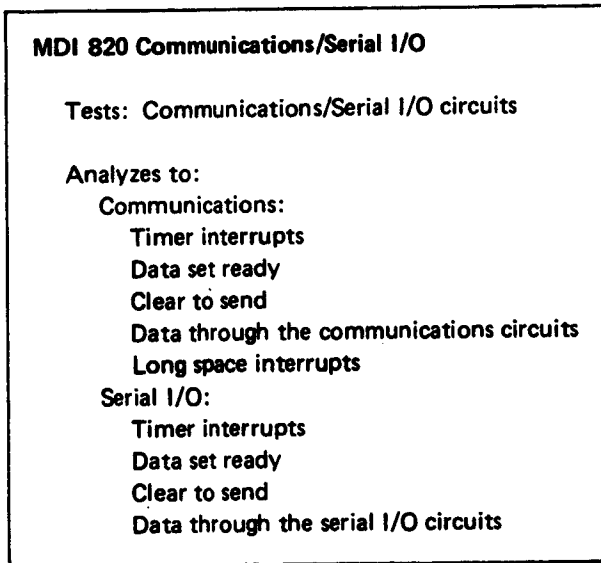 MDI 820 Communications/Serial I/O
Tests: Communications/Serial I/O circuits
Analyzes to:
Communications:
Timer interrupts
Data set ready
Clear to send
Data through the communications circuits
Long space interrupts
Serial I/O:
Timer interrupts
Data set ready
Clear to send
Data through the serial I/O circuits